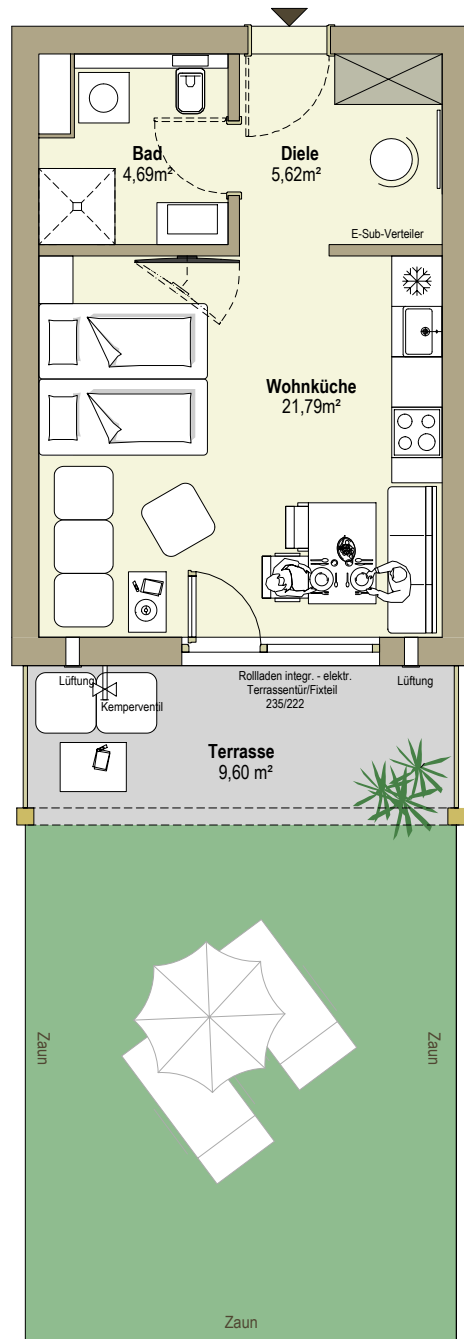 Bad
4,69m²
Diele
5,62m²
E-Sub-Verteiler
Wohnküche
21,79m²
Lüftung
Kemperventil
Rollladen integr. - elektr.
Terrassentür/Fixteil
235/222
Lüftung
Terrasse
9,60 m²
Zaun
Zaun
Zaun